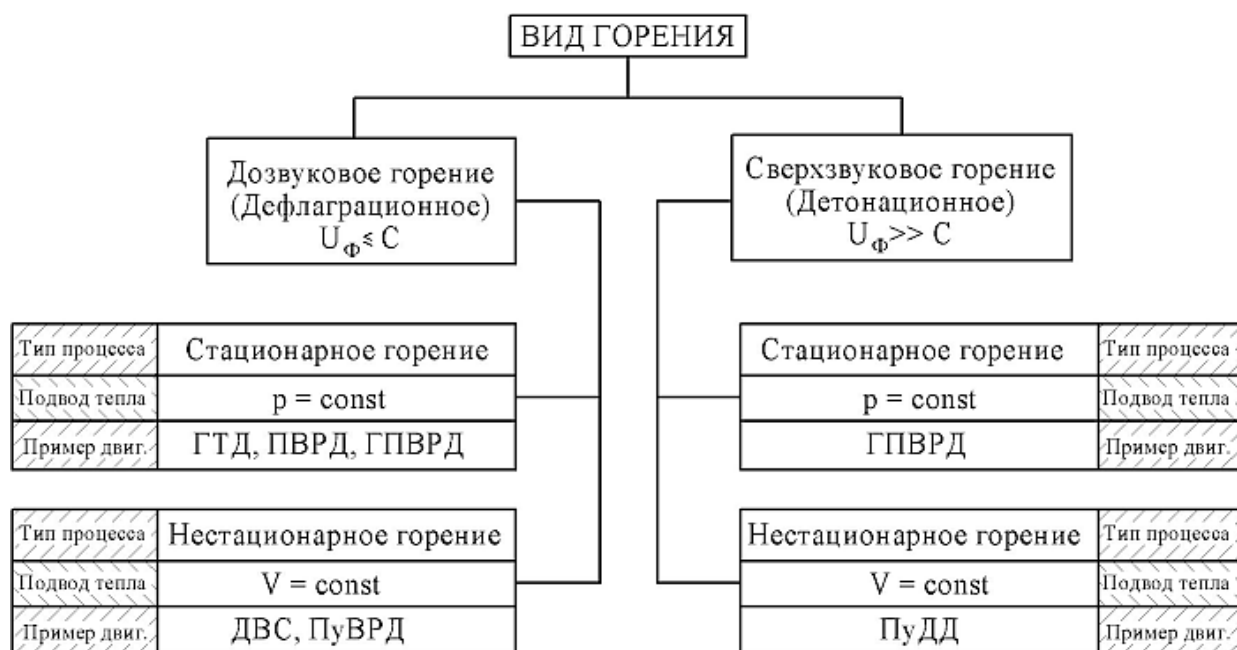 ВИД ГОРЕНИЯ
Дозвуковое горение
(Дефлаграционное)
U_Ф ⩽ C
Сверхзвуковое горение
(Детонационное)
U_Ф >> C
Тип процесса
Стационарное горение
Подвод тепла
p = const
Пример двиг.
ГТД, ПВРД, ГПВРД
Стационарное горение
Тип процесса
p = const
Подвод тепла
ГПВРД
Пример двиг.
Тип процесса
Нестационарное горение
Подвод тепла
V = const
Пример двиг.
ДВС, ПуВРД
Нестационарное горение
Тип процесса
V = const
Подвод тепла
ПуДД
Пример двиг.